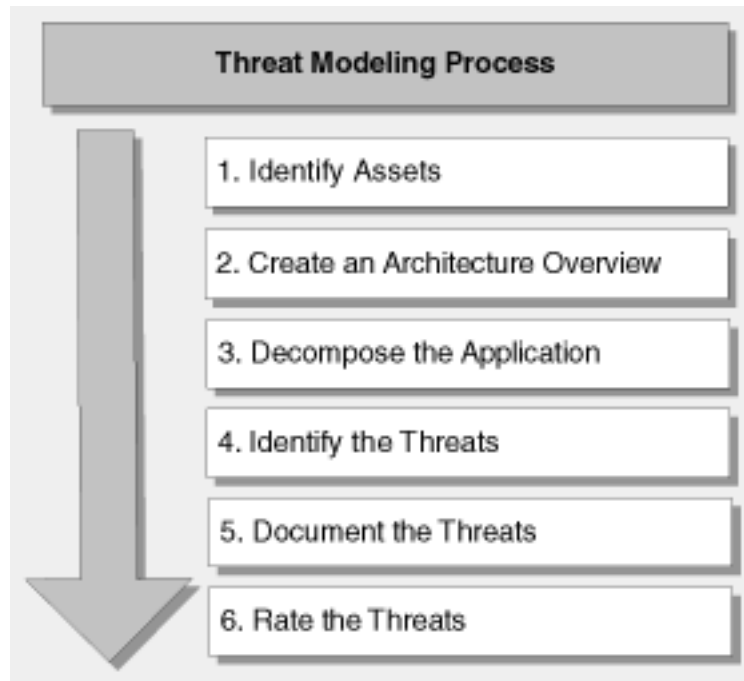 Threat Modeling Process
1. Identify Assets
2. Create an Architecture Overview
3. Decompose the Application
4. Identify the Threats
5. Document the Threats
6. Rate the Threats